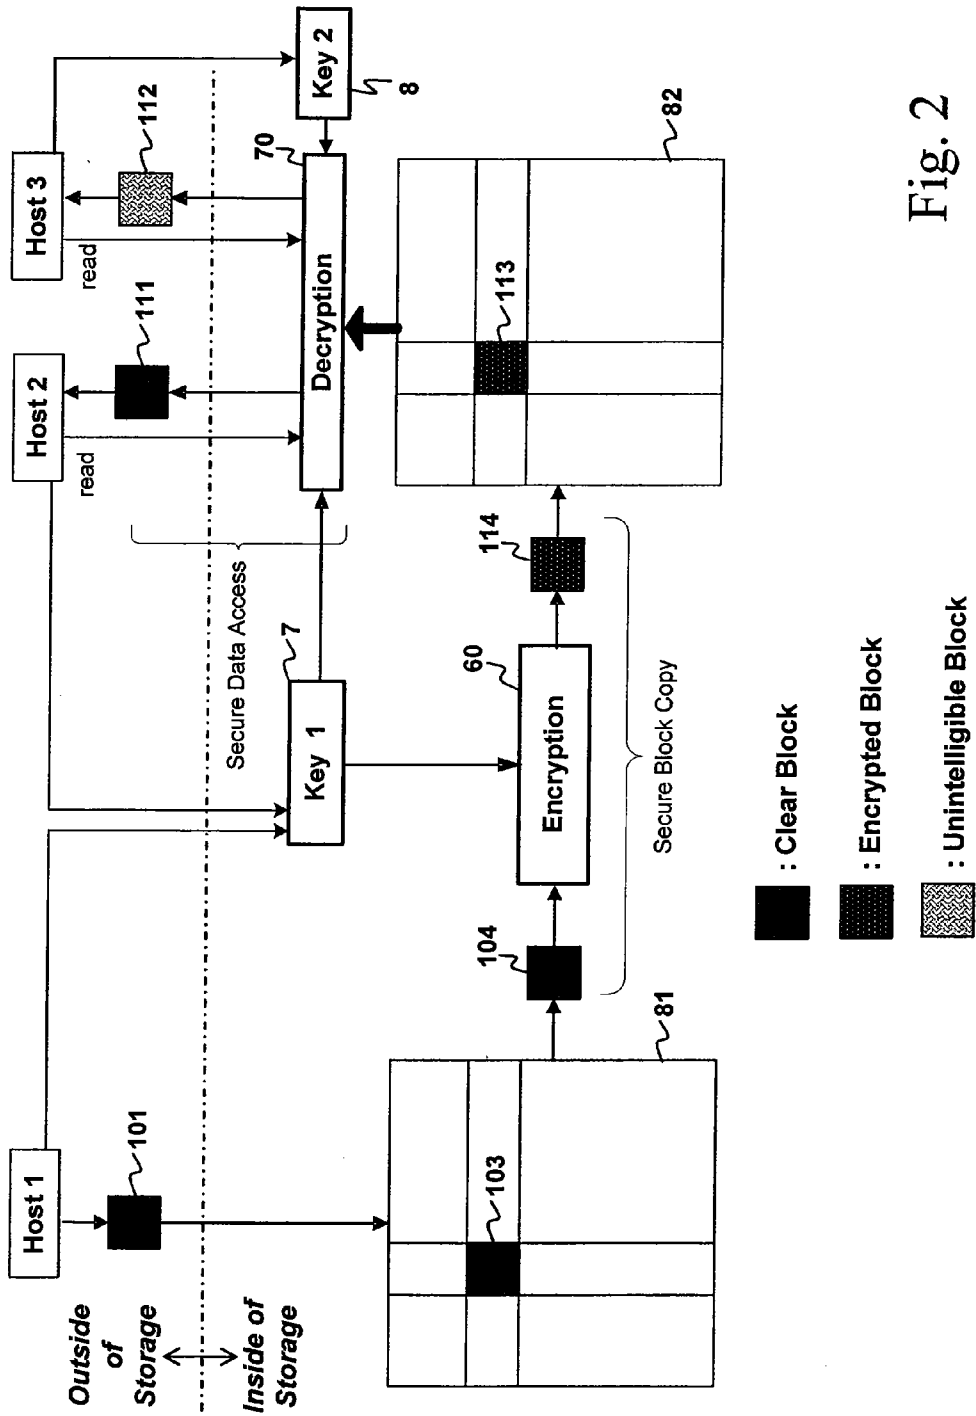 Host 1
Host 2
Host 3
101
read
111
read
112
Outside
of
Storage
Inside of
Storage
Secure Data Access
Key 1
7
Decryption
70
Key 2
8
103
81
104
Encryption
60
114
Secure Block Copy
113
82
: Clear Block
: Encrypted Block
: Unintelligible Block
Fig. 2